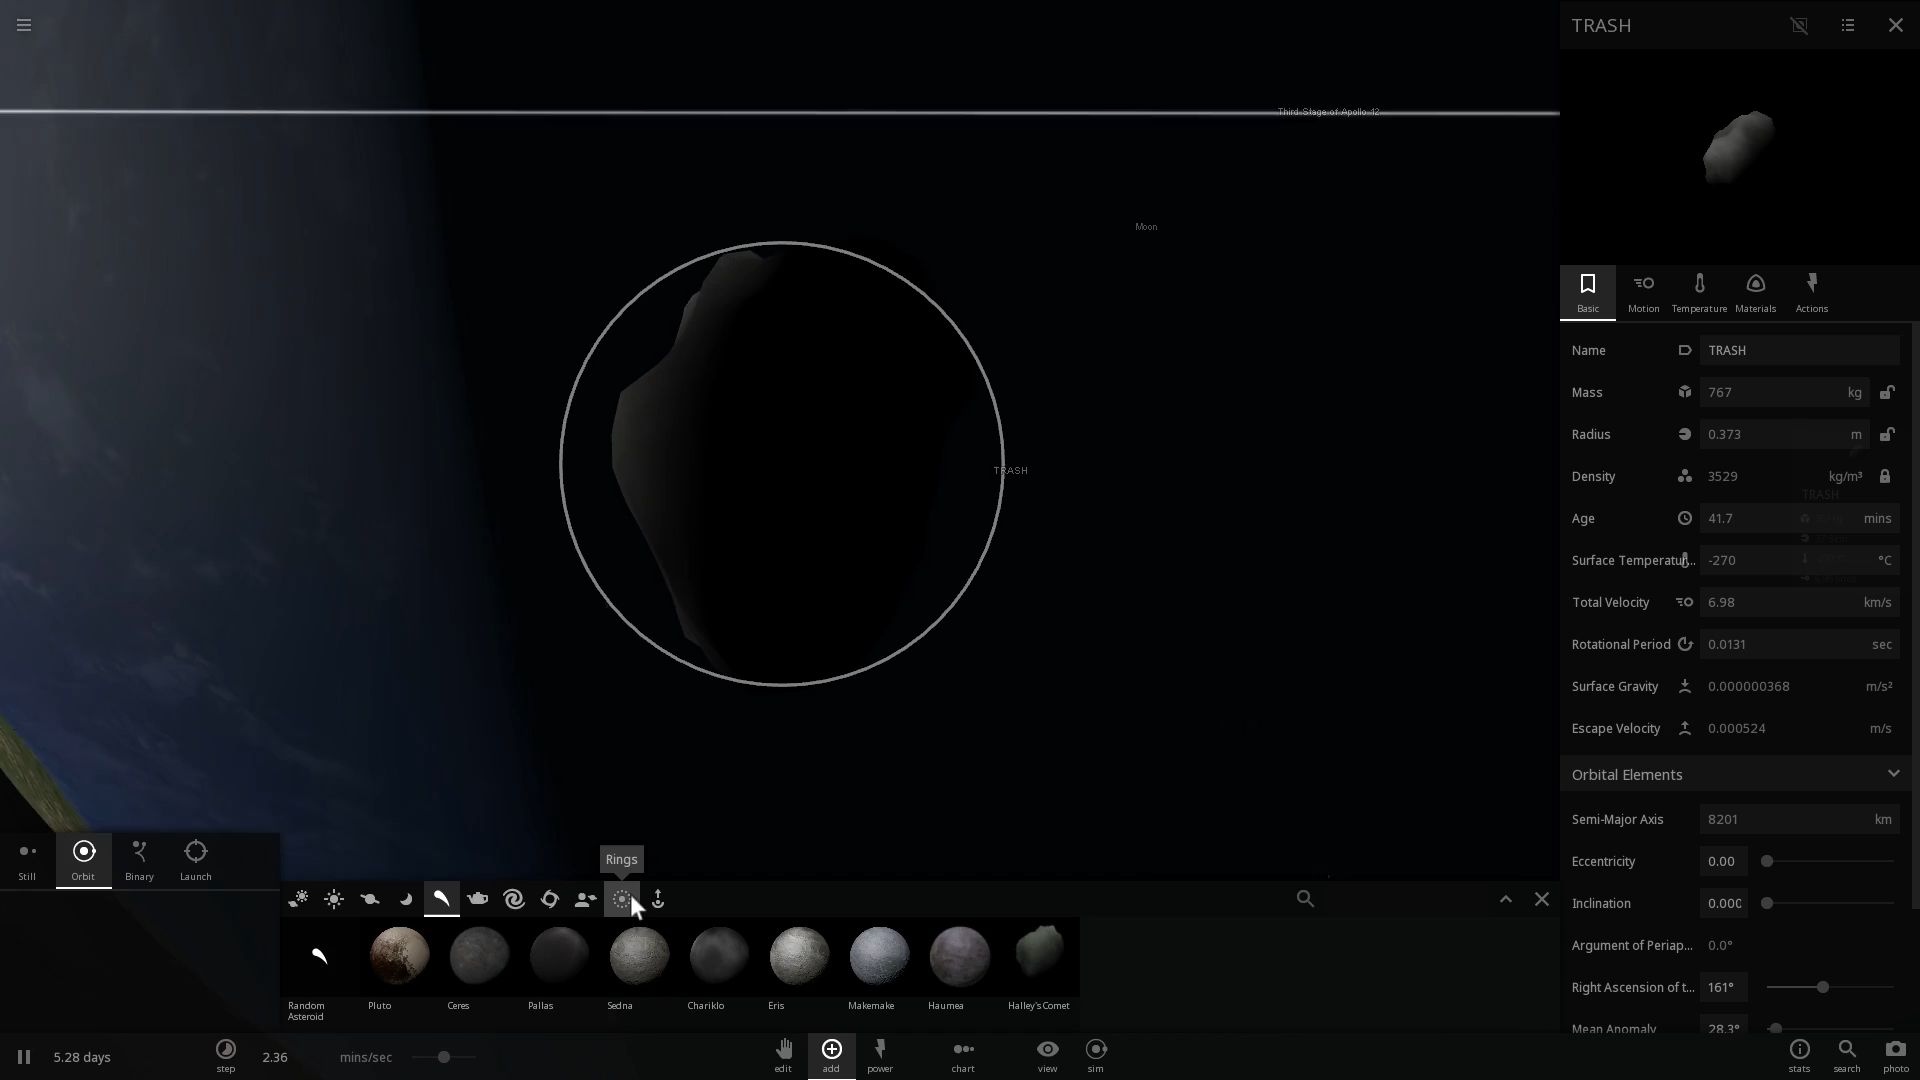 TRASH
Third Stage of Apollo 12
Moon
TRASH
Basic
Motion
Temperature
Materials
Actions
Name
TRASH
Mass
767
kg
Radius
0.373
m
Density
3529
kg/m³
TRASH
Age
41.7
mins
Surface Temperatur...
-270
°C
Total Velocity
6.98
km/s
Rotational Period
0.0131
sec
Surface Gravity
0.000000368
m/s²
Escape Velocity
0.000524
m/s
Orbital Elements
Semi-Major Axis
8201
km
Eccentricity
0.00
Inclination
0.000
Argument of Periap...
0.0°
Right Ascension of t...
161°
Mean Anomaly
28.3°
Still
Orbit
Binary
Launch
Rings
Random
Asteroid
Pluto
Ceres
Pallas
Sedna
Chariklo
Eris
Makemake
Haumea
Halley's Comet
5.28 days
step
2.36
mins/sec
edit
add
power
chart
view
sim
stats
search
photo